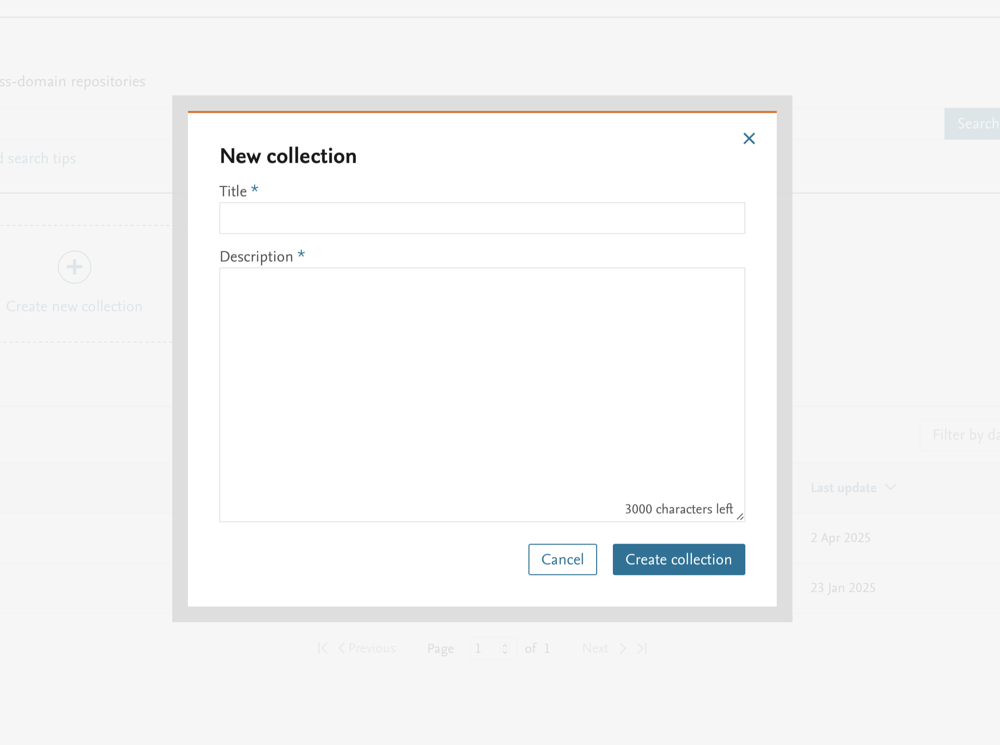 ss-domain repositories
Search
d search tips
New collection
Title *
Description *
Create new collection
3000 characters left
Cancel
Create collection
Filter by da
Last update
2 Apr 2025
23 Jan 2025
Previous Page 1 of 1 Next